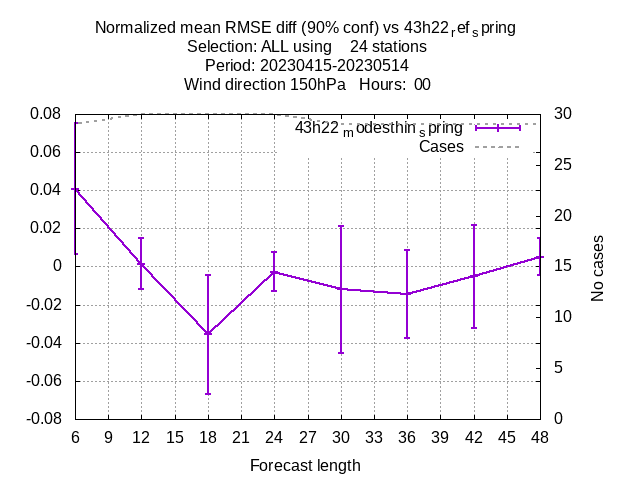 Normalized mean RMSE diff (90% conf) vs 43h22ref spring
Selection: ALL using 24 stations
Period: 20230415-20230514
Wind direction 150hPa Hours: 00
0.08
0.06
0.04
0.02
0
-0.02
-0.04
-0.06
-0.08
30
25
20
15
10
5
0
43h22modesthinspring
Cases
No cases
6 9 12 15 18 21 24 27 30 33 36 39 42 45 48
Forecast length